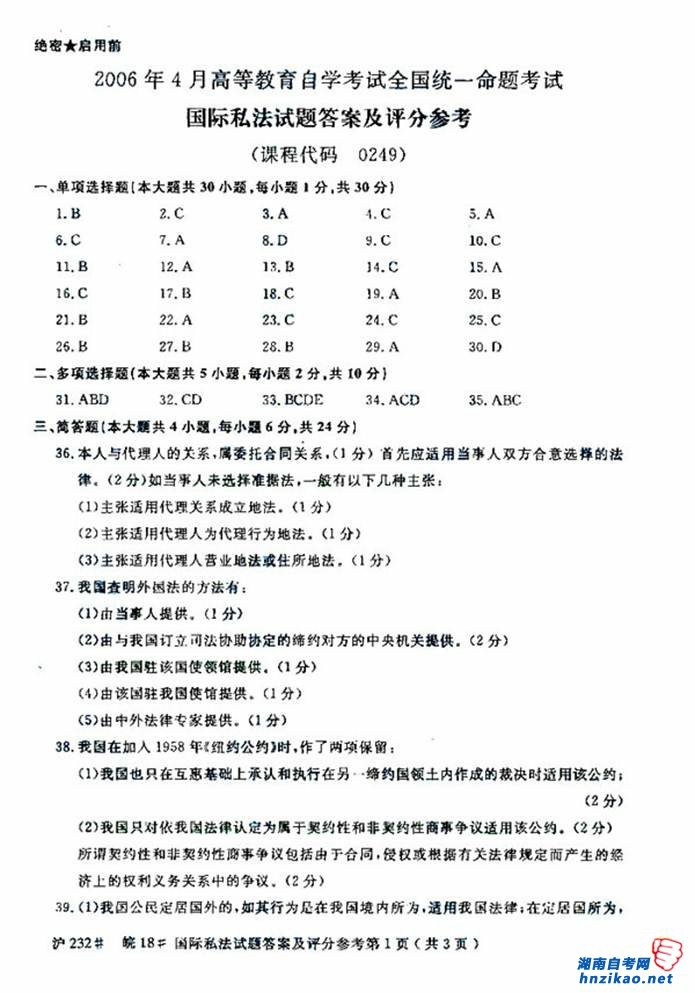 绝密★启用前
2006年4月高等教育自学考试全国统一命题考试
国际私法试题答案及评分参考
(课程代码 0249)
一、单项选择题(本大题共30小题,每小题1分,共30分)
1. B 2. C 3. A 4. C 5. A
6. C 7. A 8. D 9. C 10. C
11. B 12. A 13. B 14. C 15. A
16. C 17. B 18. C 19. A 20. B
21. B 22. A 23. C 24. C 25. C
26. B 27. B 28. B 29. A 30. D
二、多项选择题(本大题共5小题,每小题2分,共10分)
31. ABD 32. CD 33. BCDE 34. ACD 35. ABC
三、简答题(本大题共4小题,每小题6分,共24分)
36. 本人与代理人的关系,属委托合同关系,(1分)首先应适用当事人双方合意选择的法
律。(2分)如当事人未选择准据法,一般有以下几种主张:
(1)主张适用代理关系成立地法。(1分)
(2)主张适用代理人为代理行为地法。(1分)
(3)主张适用代理人营业地法或住所地法。(1分)
37. 我国查明外国法的方法有:
(1)由当事人提供。(1分)
(2)由与我国订立司法协助协定的缔约对方的中央机关提供。(2分)
(3)由我国驻该国使领馆提供。(1分)
(4)由该国驻我国使馆提供。(1分)
(5)由中外法律专家提供。(1分)
38. 我国在加入1958年《纽约公约》时,作了两项保留:
(1)我国也只在互惠基础上承认和执行在另一缔约国领土内作成的裁决时适用该公约;
(2分)
(2)我国只对依我国法律认定为属于契约性和非契约性商事争议适用该公约。(2分)
所谓契约性和非契约性商事争议包括由于合同,侵权或根据有关法律规定而产生的经
济上的权利义务关系中的争议。(2分)
39. (1)我国公民定居国外的,如其行为是在我国境内所为,适用我国法律;在定居国所为,
沪232# 皖18# 国际私法试题答案及评分参考第1页(共3页)
湖南自考网
hnzikao.net